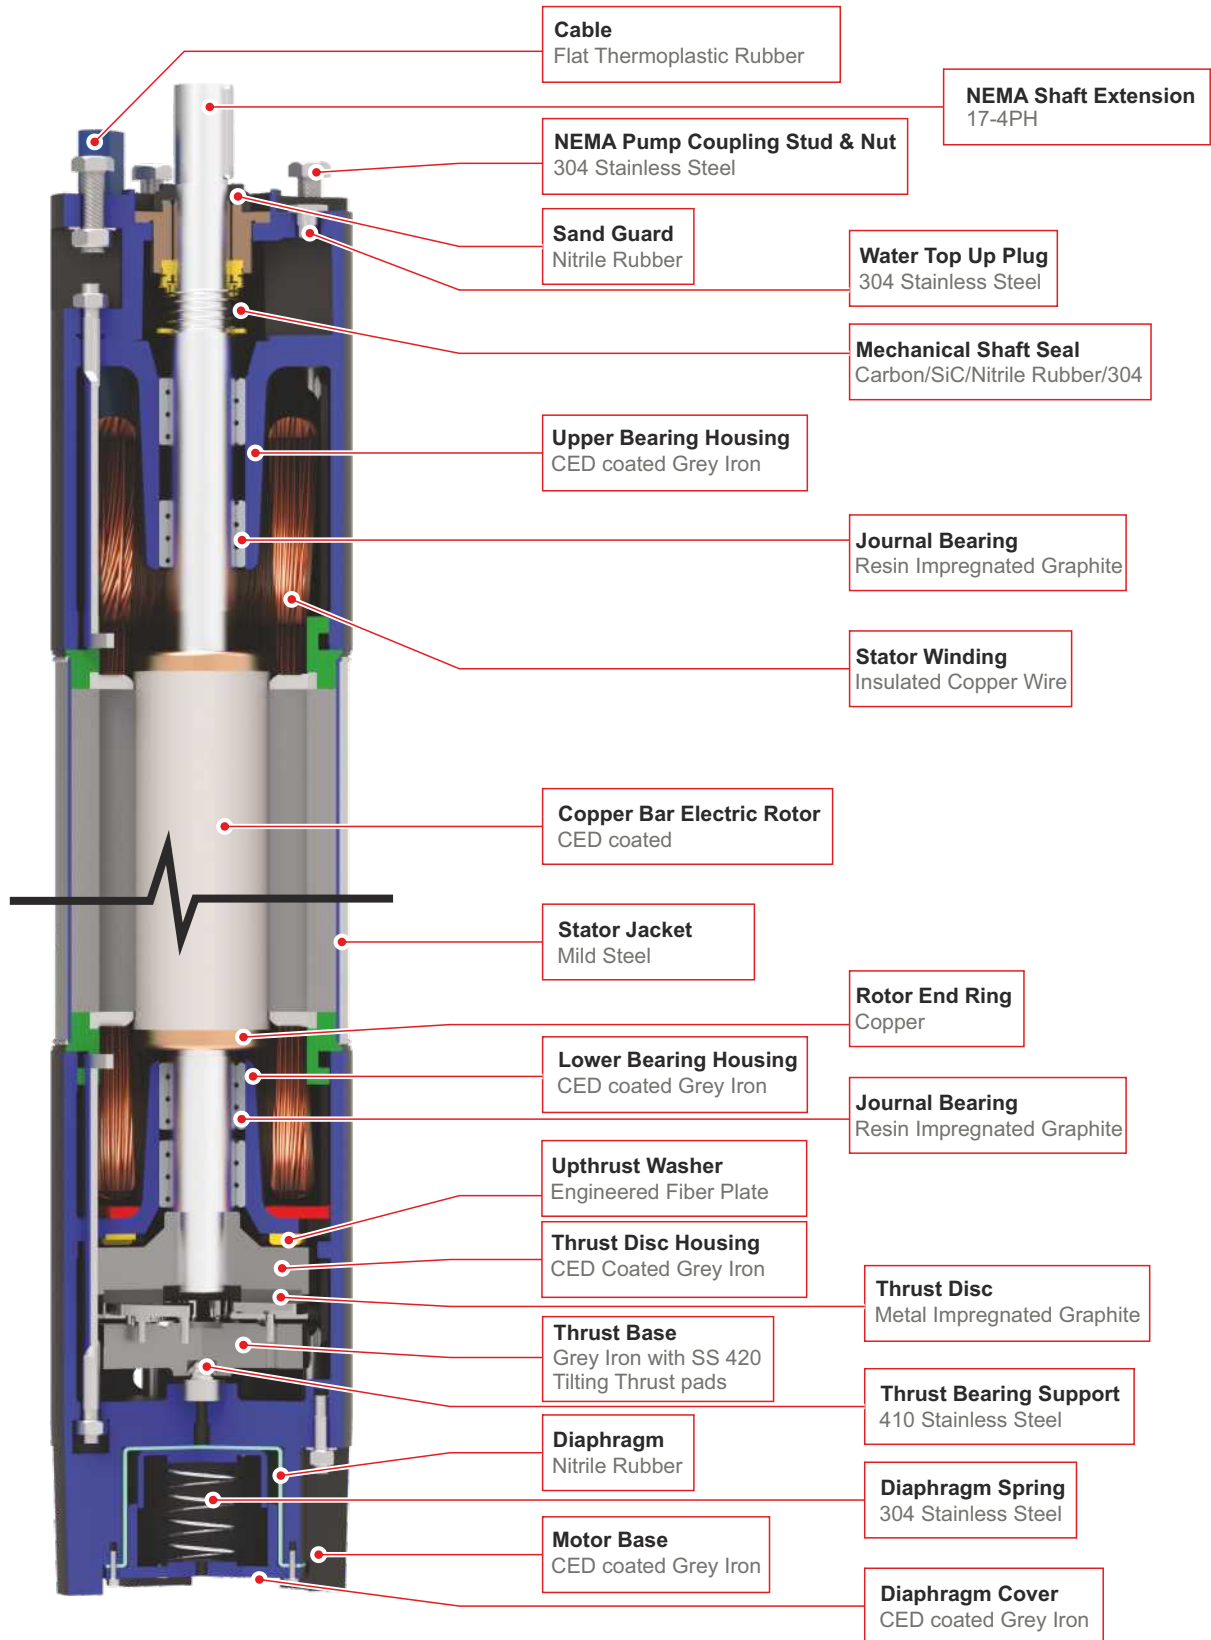 Cable
Flat Thermoplastic Rubber
NEMA Shaft Extension
17-4PH
NEMA Pump Coupling Stud & Nut
304 Stainless Steel
Sand Guard
Nitrile Rubber
Water Top Up Plug
304 Stainless Steel
Mechanical Shaft Seal
Carbon/SiC/Nitrile Rubber/304
Upper Bearing Housing
CED coated Grey Iron
Journal Bearing
Resin Impregnated Graphite
Stator Winding
Insulated Copper Wire
Copper Bar Electric Rotor
CED coated
Stator Jacket
Mild Steel
Rotor End Ring
Copper
Lower Bearing Housing
CED coated Grey Iron
Journal Bearing
Resin Impregnated Graphite
Upthrust Washer
Engineered Fiber Plate
Thrust Disc Housing
CED Coated Grey Iron
Thrust Disc
Metal Impregnated Graphite
Thrust Base
Grey Iron with SS 420
Tilting Thrust pads
Thrust Bearing Support
410 Stainless Steel
Diaphragm
Nitrile Rubber
Diaphragm Spring
304 Stainless Steel
Motor Base
CED coated Grey Iron
Diaphragm Cover
CED coated Grey Iron